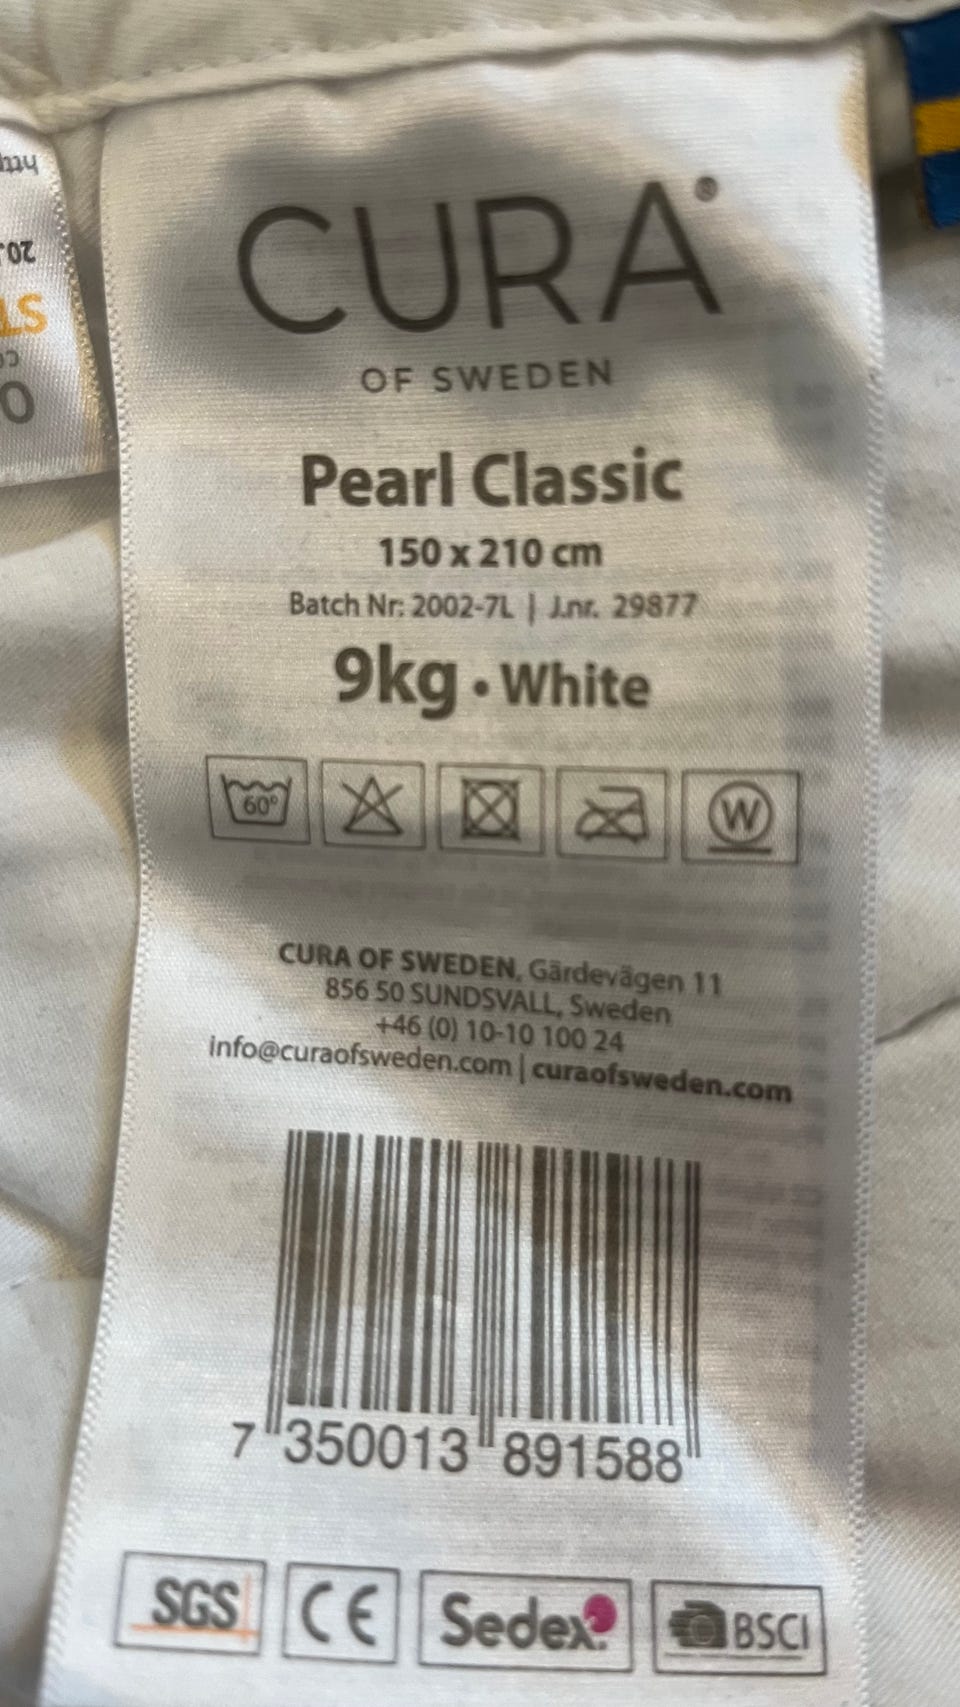 CURA®
OF SWEDEN
Pearl Classic
150 x 210 cm
Batch Nr: 2002-7L | J.nr. 29877
9kg • White
60°
W
CURA OF SWEDEN, Gärdevägen 11
856 50 SUNDSVALL, Sweden
+46 (0) 10-10 100 24
info@curaofsweden.com | curaofsweden.com
7 350013 891588
SGS
CE
Sedex
BSCI